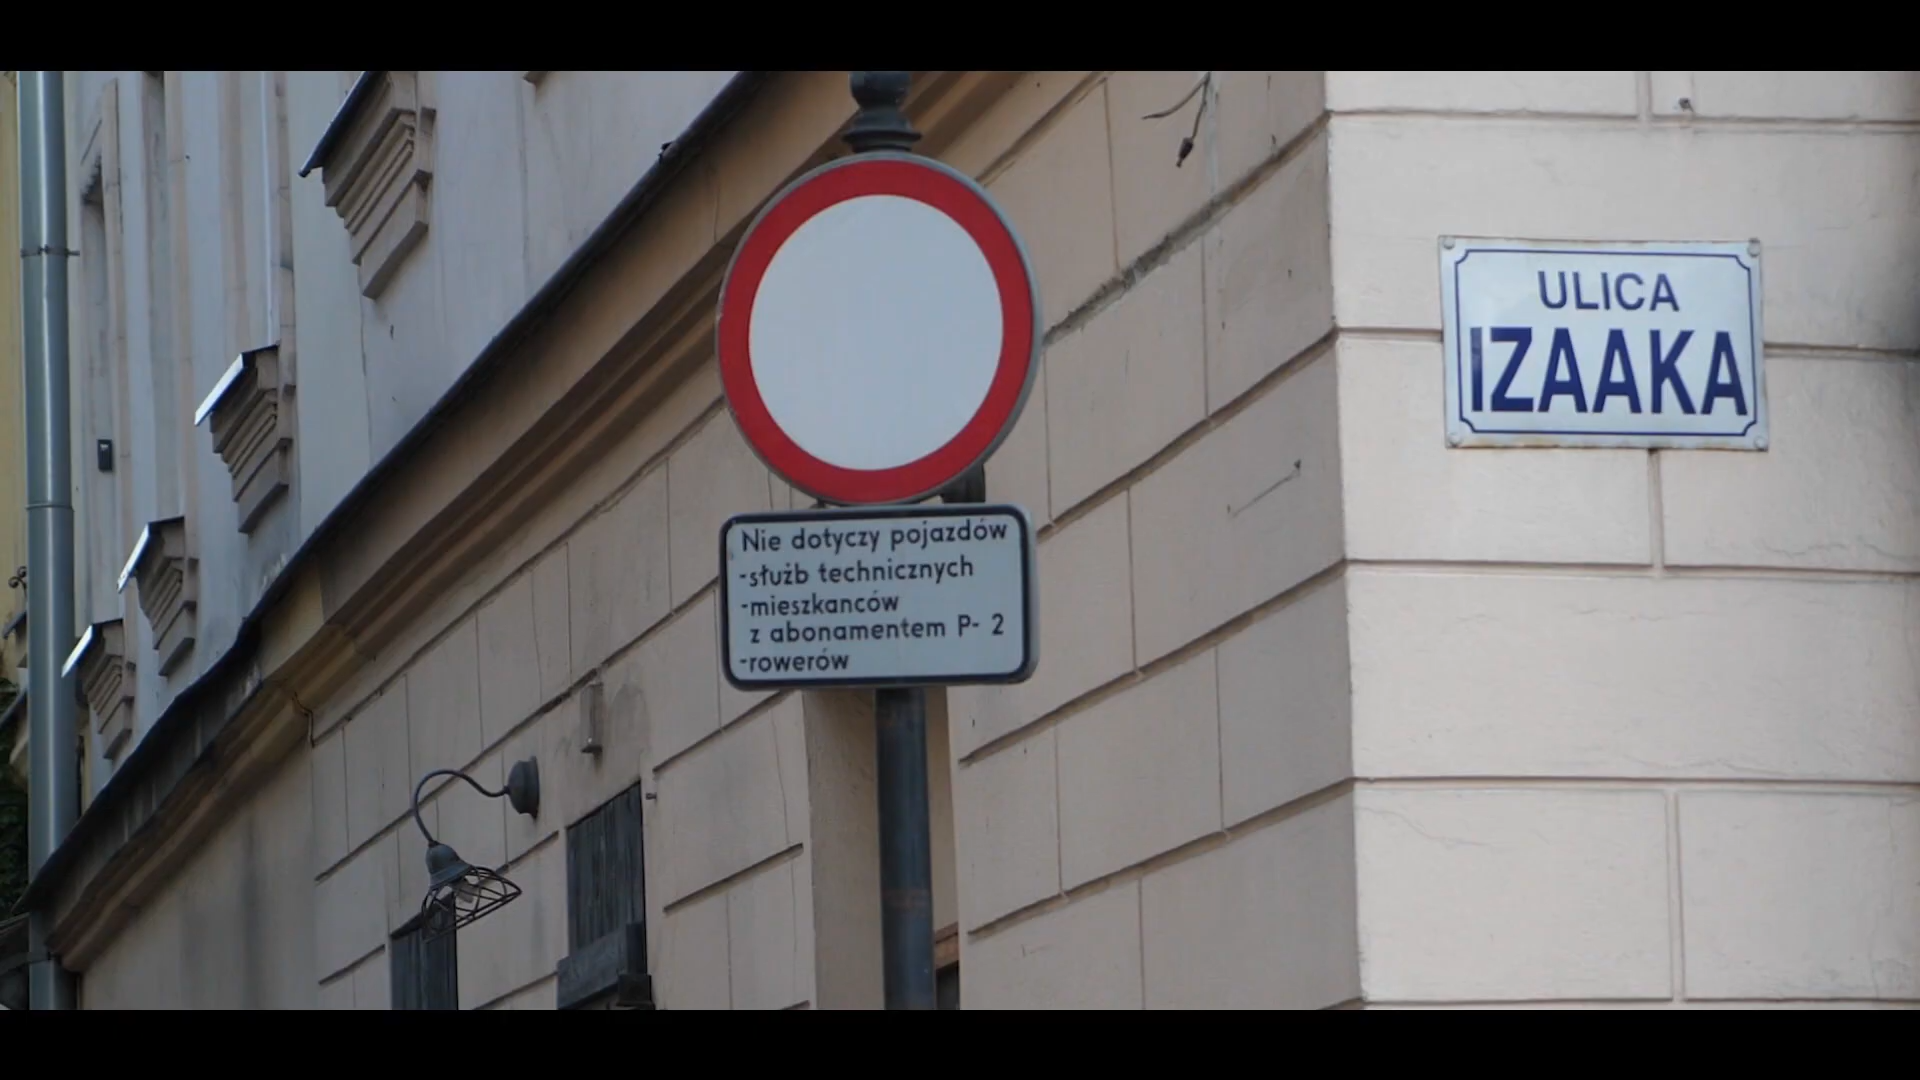 ULICA
IZAAKA
Nie dotyczy pojazdów
-służb technicznych
-mieszkanców
z abonamentem P- 2
-rowerów